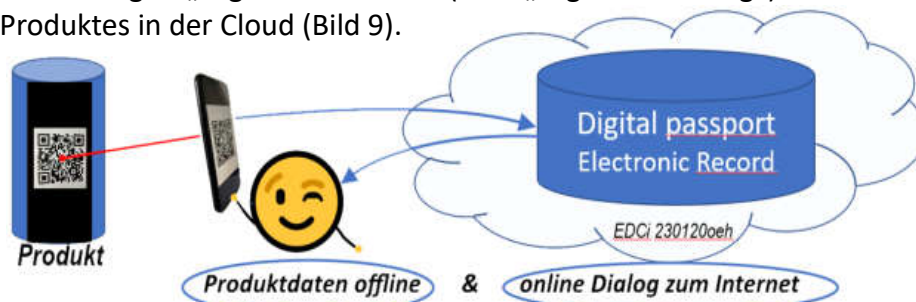 Produktes in der Cloud (Bild 9).
Digital passport
Electronic Record
EDCi 230120oeh
Produkt
Produktdaten offline & online Dialog zum Internet